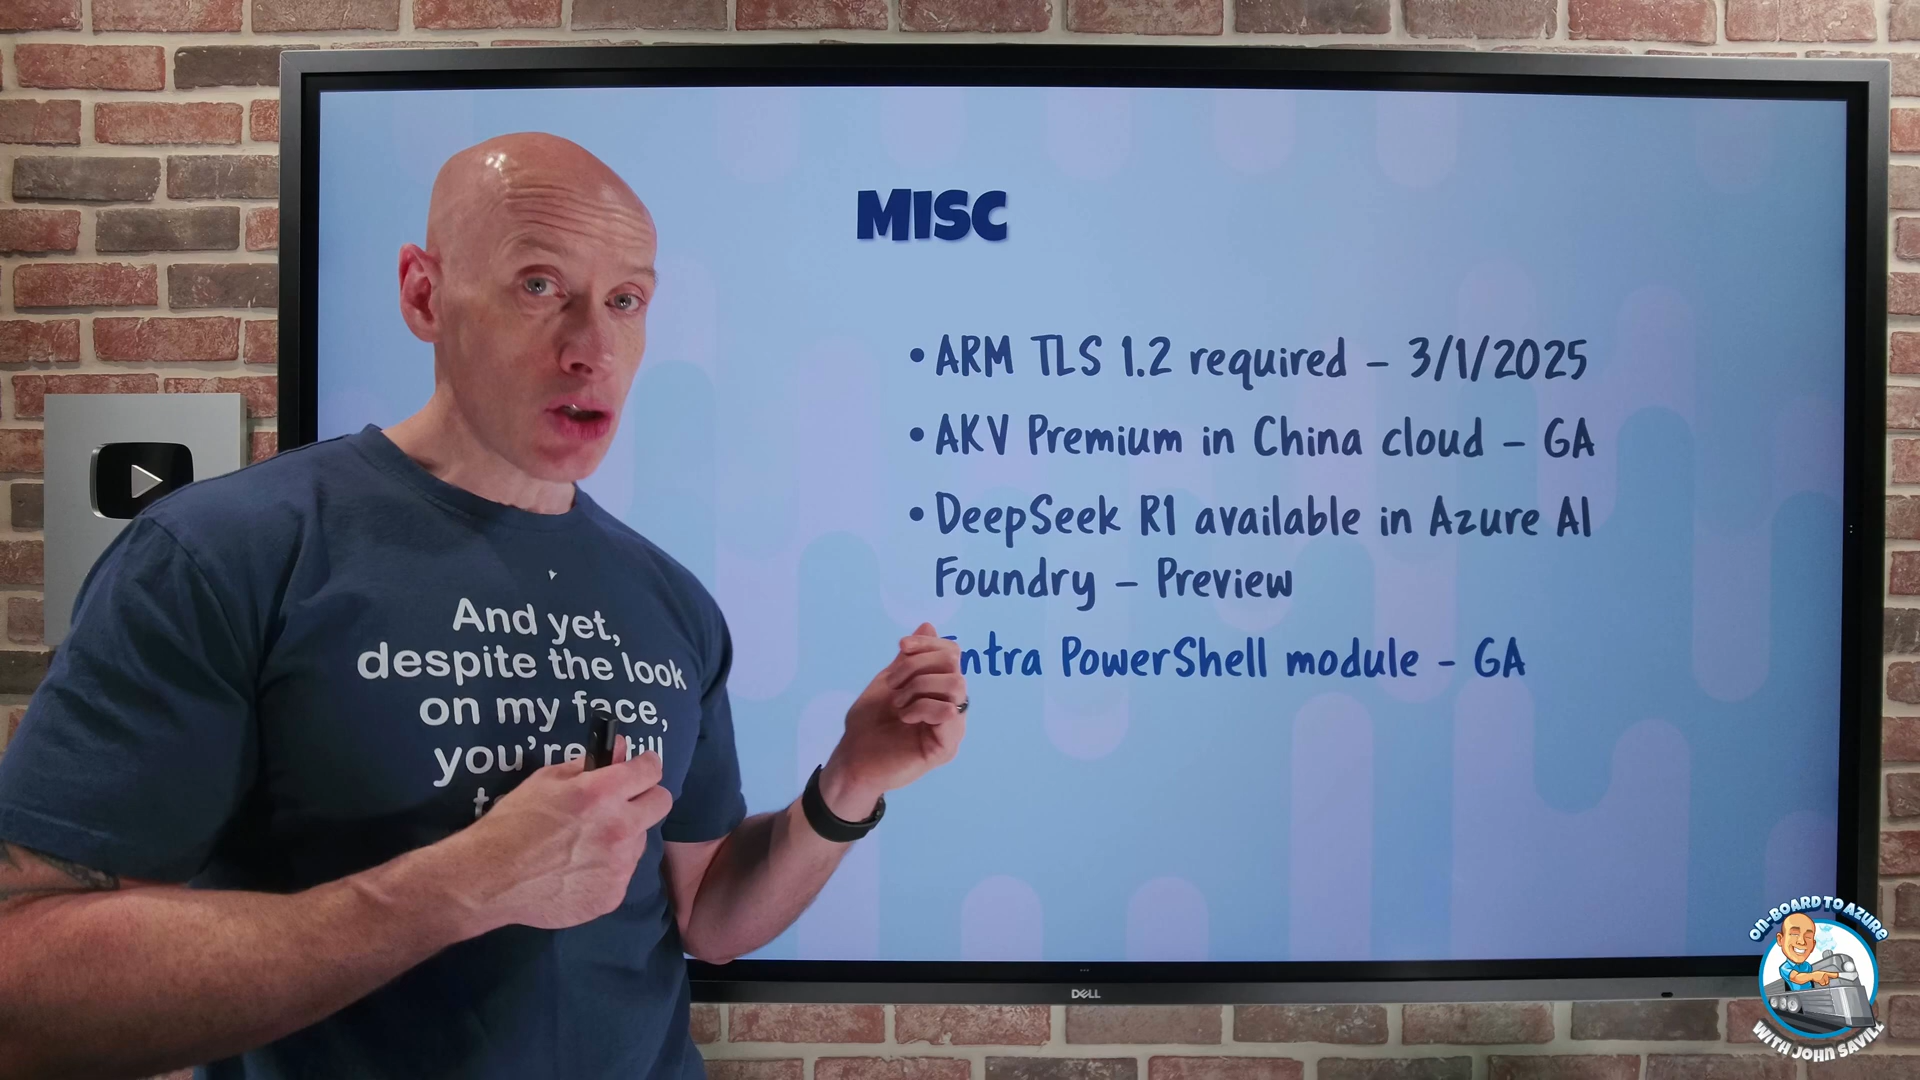 MISC
• ARM TLS 1.2 required – 3/1/2025
• AKV Premium in China cloud – GA
• DeepSeek R1 available in Azure AI
Foundry – Preview
Entra PowerShell module - GA
And yet,
despite the look
on my face,
you're still
DELL
ON-BOARD TO AZURE
WITH JOHN SAVILL